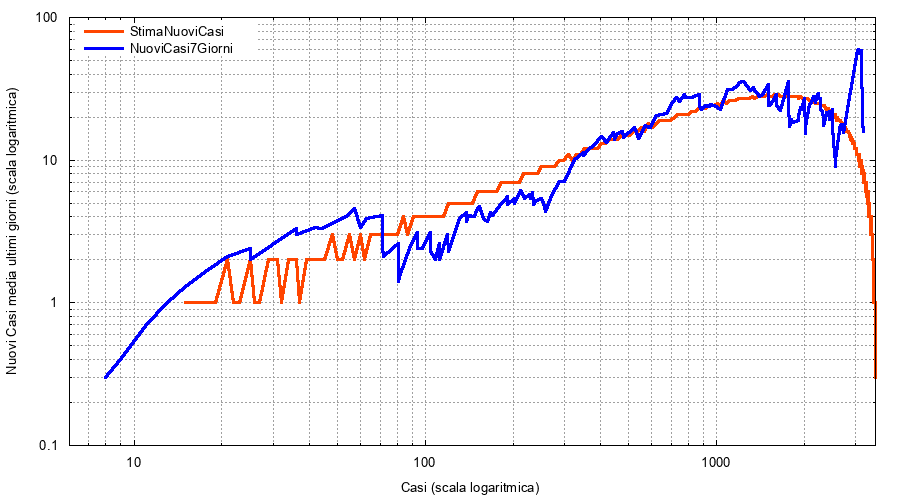 100
StimaNuoviCasi
NuoviCasi7Giorni
10
1
0.1
Nuovi Casi media ultimi giorni (scala logaritmica)
10
100
1000
Casi (scala logaritmica)